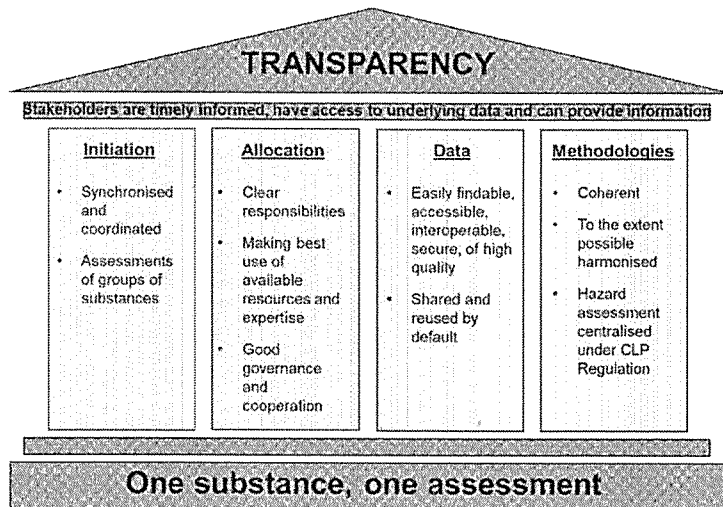 TRANSPARENCY
Stakeholders are timely informed, have access to underlying data and can provide information
Initiation
• Synchronised
and
coordinated
• Assessments
of groups of
substances
Allocation
• Clear
responsibilities
• Making best
use of
available
resources and
expertise
• Good
governance
and
cooperation
Data
• Easily findable,
accessible,
interoperable,
secure, of high
quality
• Shared and
reused by
default
Methodologies
• Coherent
• To the extent
possible
harmonised
• Hazard
assessment
centralised
under CLP
Regulation
One substance, one assessment